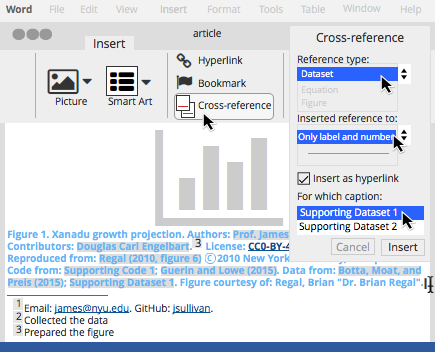 Word File Edit View Insert Format Tools Table Window Help
article
Insert
Picture
Smart Art
Hyperlink
Bookmark
Cross-reference
Cross-reference
Reference type:
Dataset
Equation
Figure
Inserted reference to:
Only label and number
Insert as hyperlink
For which caption:
Supporting Dataset 1
Supporting Dataset 2
Cancel Insert
Figure 1. Xanadu growth projection. Authors: Prof. James
Contributors: Douglas Carl Engelbart. 3 License: CC0-BY-4
Reproduced from: Regal (2010, figure 6) ©2010 New York
Code from: Supporting Code 1; Guerin and Lowe (2015). Data from: Botta, Moat, and
Preis (2015); Supporting Dataset 1. Figure courtesy of: Regal, Brian "Dr. Brian Regal".
1 Email: james@nyu.edu. GitHub: jsullivan.
2 Collected the data
3 Prepared the figure